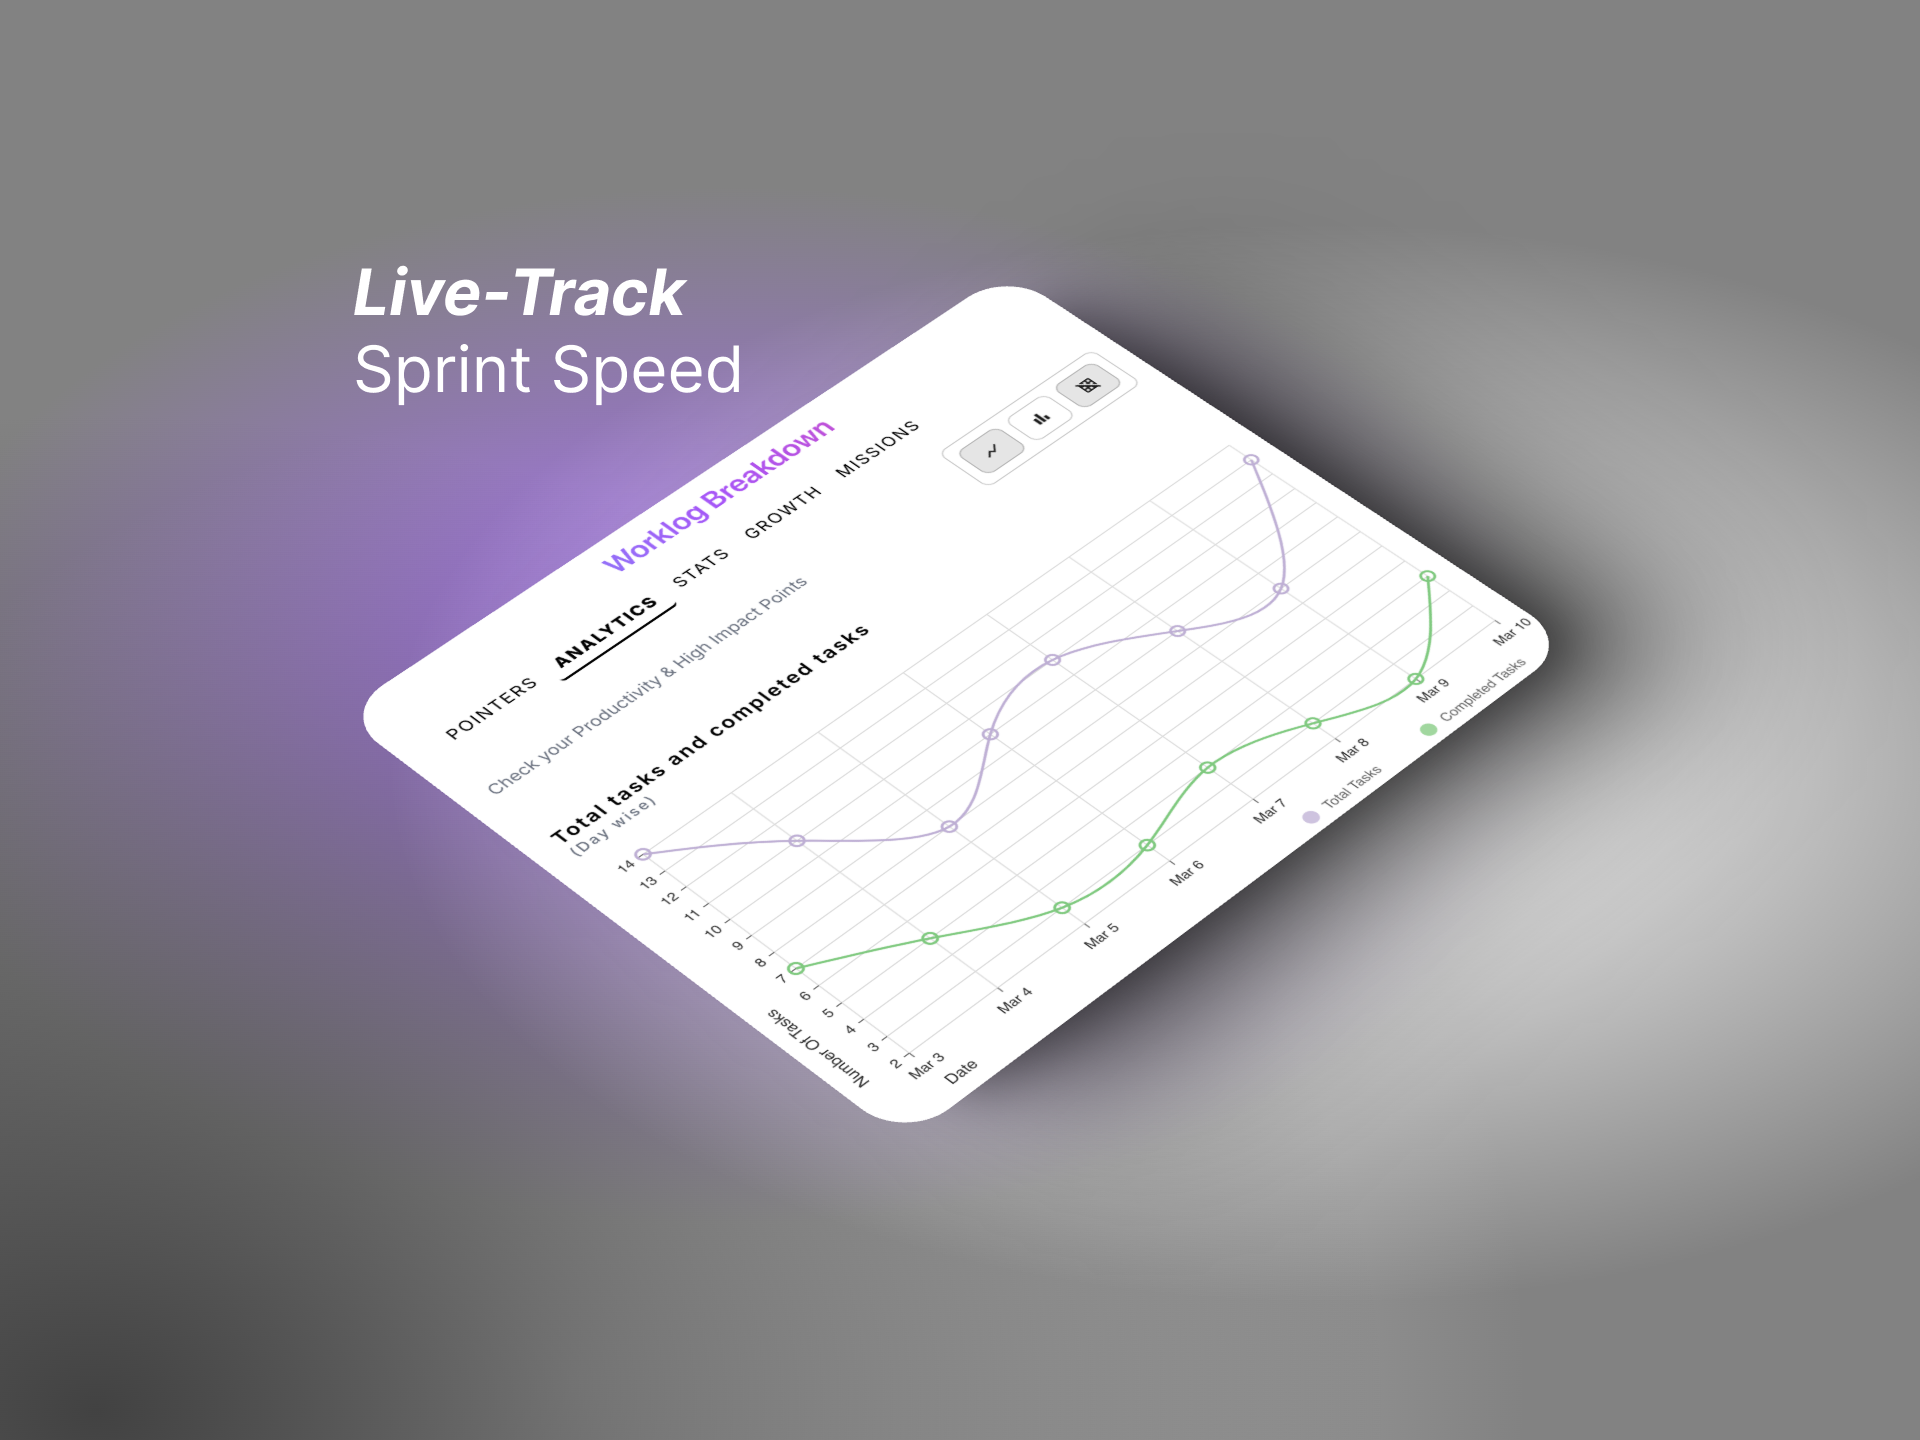 Live-Track
Sprint Speed
Worklog Breakdown
POINTERS ANALYTICS STATS GROWTH MISSIONS
Check your Productivity & High Impact Points
Total tasks and completed tasks
(Day wise)
14
13
12
11
10
9
8
7
6
5
4
3
2
Number Of Tasks
Mar 3
Mar 4
Mar 5
Mar 6
Mar 7
Mar 8
Mar 9
Mar 10
Date
Total Tasks
Completed Tasks